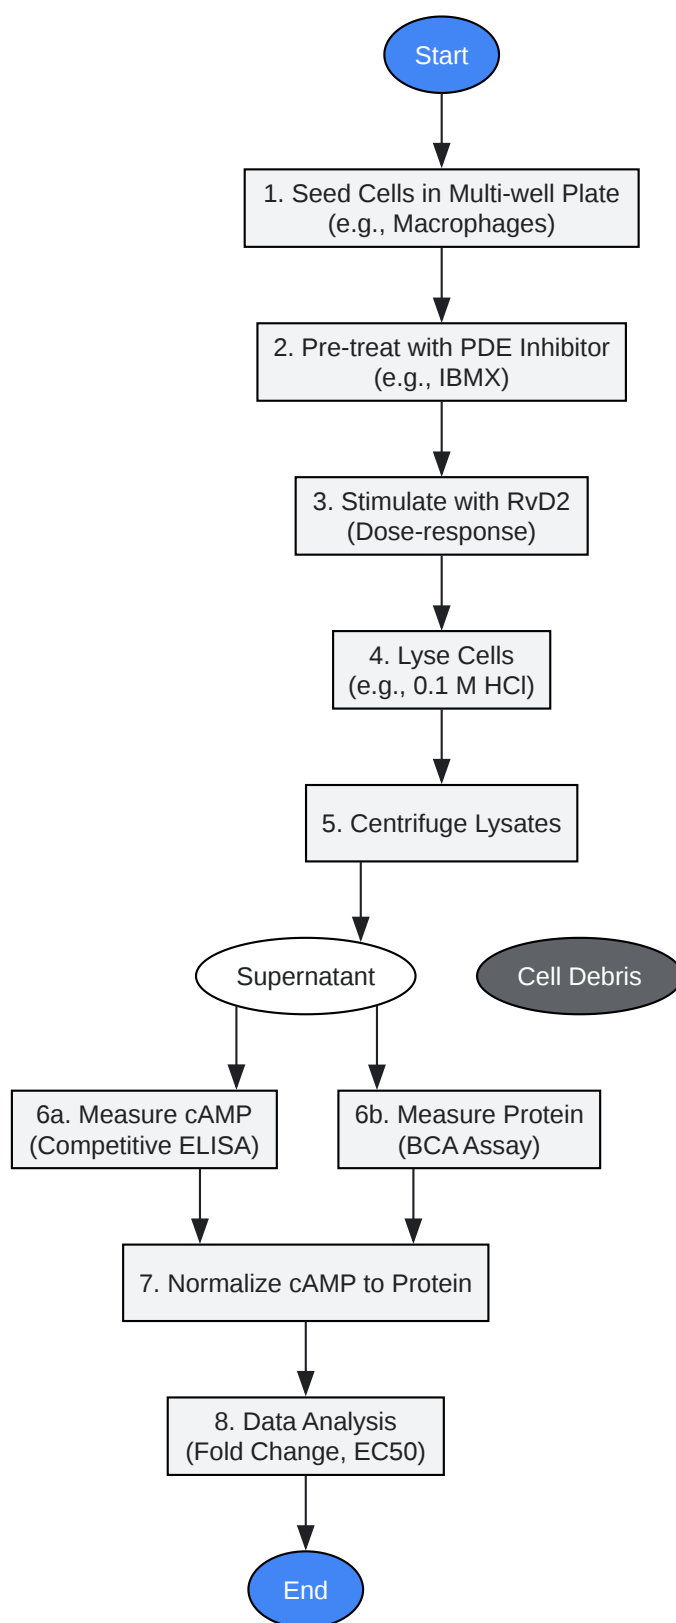 Start
1. Seed Cells in Multi-well Plate
(e.g., Macrophages)
2. Pre-treat with PDE Inhibitor
(e.g., IBMX)
3. Stimulate with RvD2
(Dose-response)
4. Lyse Cells
(e.g., 0.1 M HCl)
5. Centrifuge Lysates
Supernatant
Cell Debris
6a. Measure cAMP
(Competitive ELISA)
6b. Measure Protein
(BCA Assay)
7. Normalize cAMP to Protein
8. Data Analysis
(Fold Change, EC50)
End